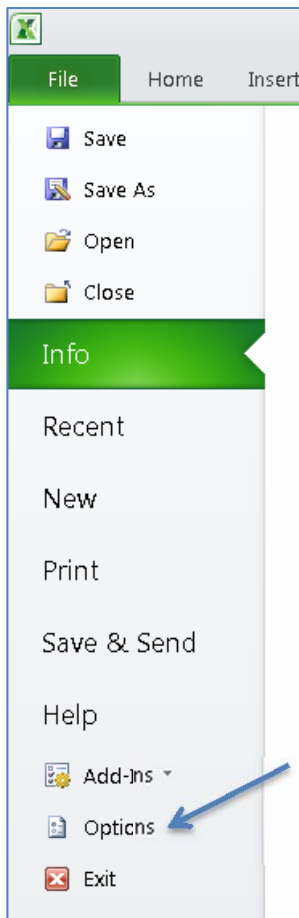 File Home Insert
Save
Save As
Open
Close
Info
Recent
New
Print
Save & Send
Help
Add-Ins
Options
Exit